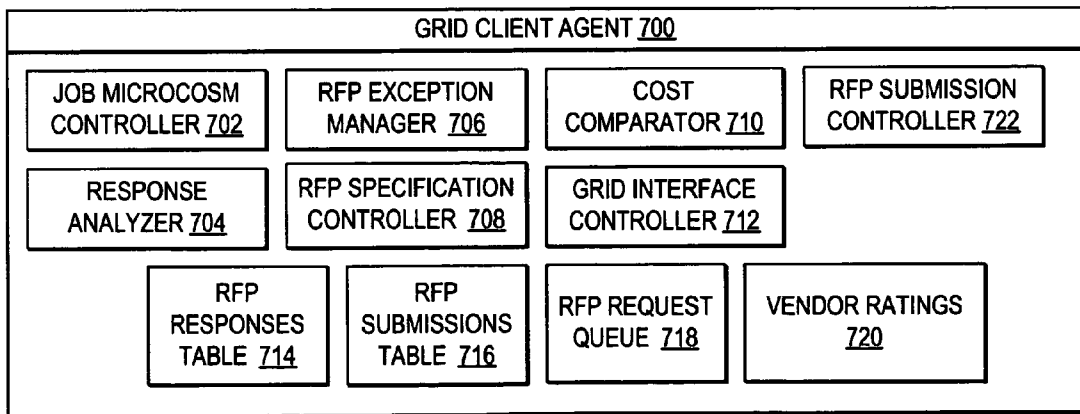 GRID CLIENT AGENT 700
JOB MICROCOSM
CONTROLLER 702
RFP EXCEPTION
MANAGER 706
COST
COMPARATOR 710
RFP SUBMISSION
CONTROLLER 722
RESPONSE
ANALYZER 704
RFP SPECIFICATION
CONTROLLER 708
GRID INTERFACE
CONTROLLER 712
RFP
RESPONSES
TABLE 714
RFP
SUBMISSIONS
TABLE 716
RFP REQUEST
QUEUE 718
VENDOR RATINGS
720